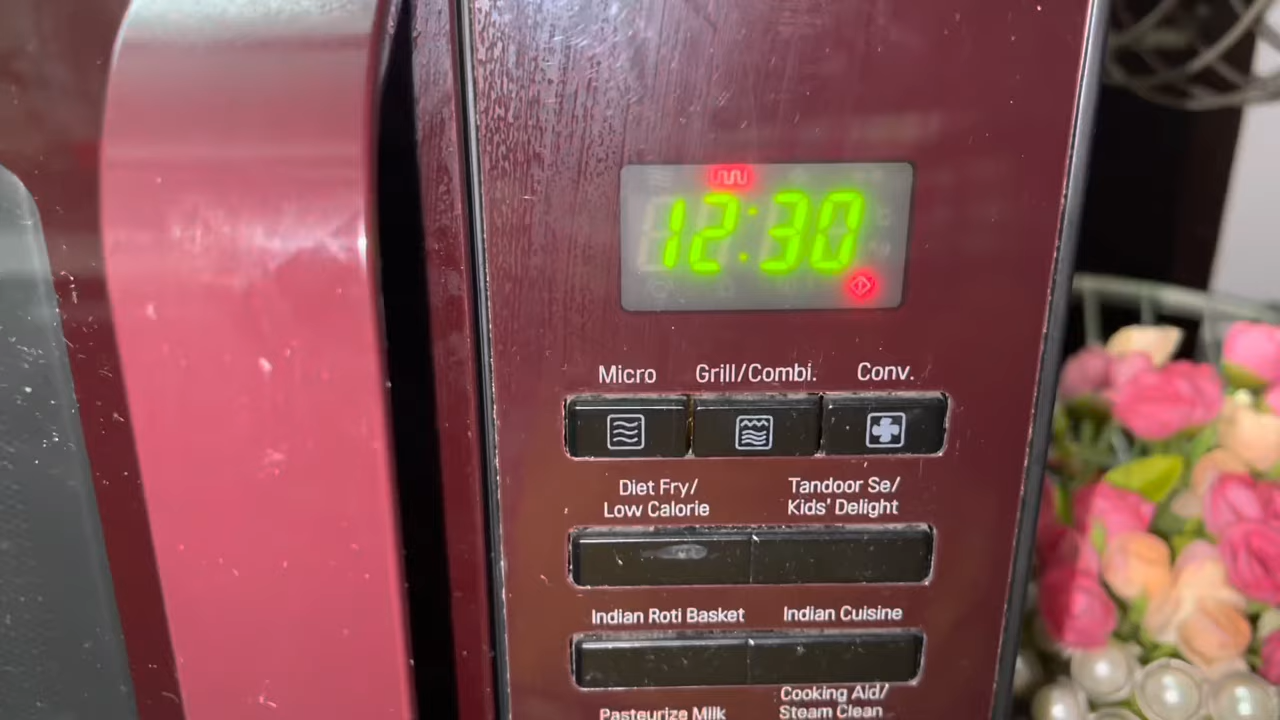 12:30
Micro Grill/Combi. Conv.
Diet Fry/
Low Calorie
Tandoor Se/
Kids' Delight
Indian Roti Basket Indian Cuisine
Pasteurize Milk
Cooking Aid/
Steam Clean